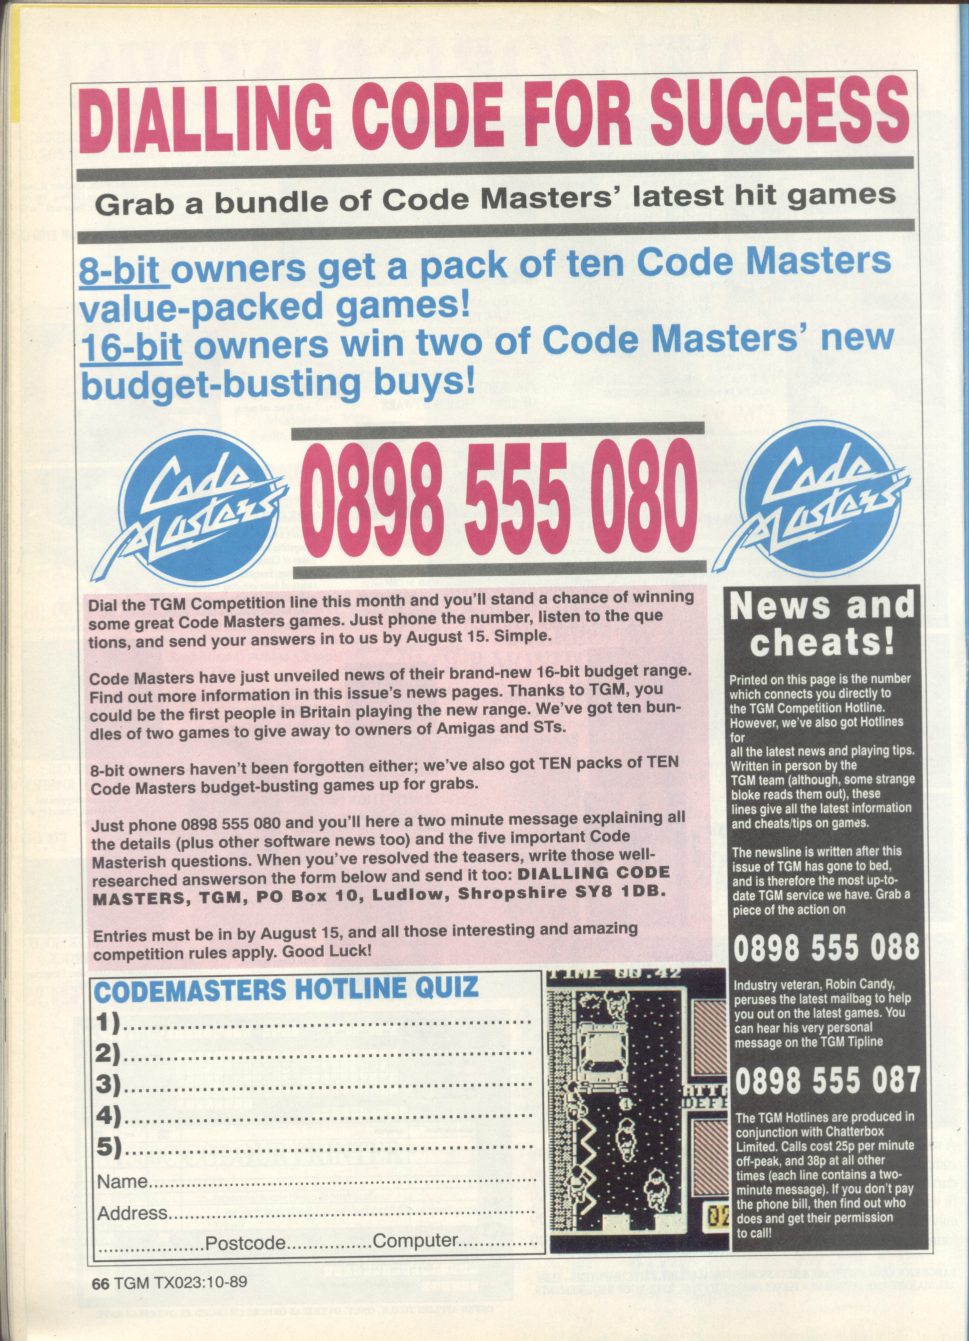 DIALLING CODE FOR SUCCESS
Grab a bundle of Code Masters' latest hit games
8-bit owners get a pack of ten Code Masters
value-packed games!
16-bit owners win two of Code Masters' new
budget-busting buys!
Code
Masters
0898 555 080
Code
Masters
Dial the TGM Competition line this month and you'll stand a chance of winning
some great Code Masters games. Just phone the number, listen to the que
tions, and send your answers in to us by August 15. Simple.
Code Masters have just unveiled news of their brand-new 16-bit budget range.
Find out more information in this issue's news pages. Thanks to TGM, you
could be the first people in Britain playing the new range. We've got ten bun-
dles of two games to give away to owners of Amigas and STs.
8-bit owners haven't been forgotten either; we've also got TEN packs of TEN
Code Masters budget-busting games up for grabs.
Just phone 0898 555 080 and you'll here a two minute message explaining all
the details (plus other software news too) and the five important Code
Masterish questions. When you've resolved the teasers, write those well-
researched answerson the form below and send it too: DIALLING CODE
MASTERS, TGM, PO Box 10, Ludlow, Shropshire SY8 1DB.
Entries must be in by August 15, and all those interesting and amazing
competition rules apply. Good Luck!
CODEMASTERS HOTLINE QUIZ
1)
2)
3)
4)
5)
Name
Address
Postcode Computer
TIME 00.42
ATTA
DEFE
02
News and
cheats!
Printed on this page is the number
which connects you directly to
the TGM Competition Hotline.
However, we've also got Hotlines
for
all the latest news and playing tips.
Written in person by the
TGM team (although, some strange
bloke reads them out), these
lines give all the latest information
and cheats/tips on games.
The newsline is written after this
issue of TGM has gone to bed,
and is therefore the most up-to-
date TGM service we have. Grab a
piece of the action on
0898 555 088
Industry veteran, Robin Candy,
peruses the latest mailbag to help
you out on the latest games. You
can hear his very personal
message on the TGM Tipline
0898 555 087
The TGM Hotlines are produced in
conjunction with Chatterbox
Limited. Calls cost 25p per minute
off-peak, and 38p at all other
times (each line contains a two-
minute message). If you don't pay
the phone bill, then find out who
does and get their permission
to call!
66 TGM TX023:10-89